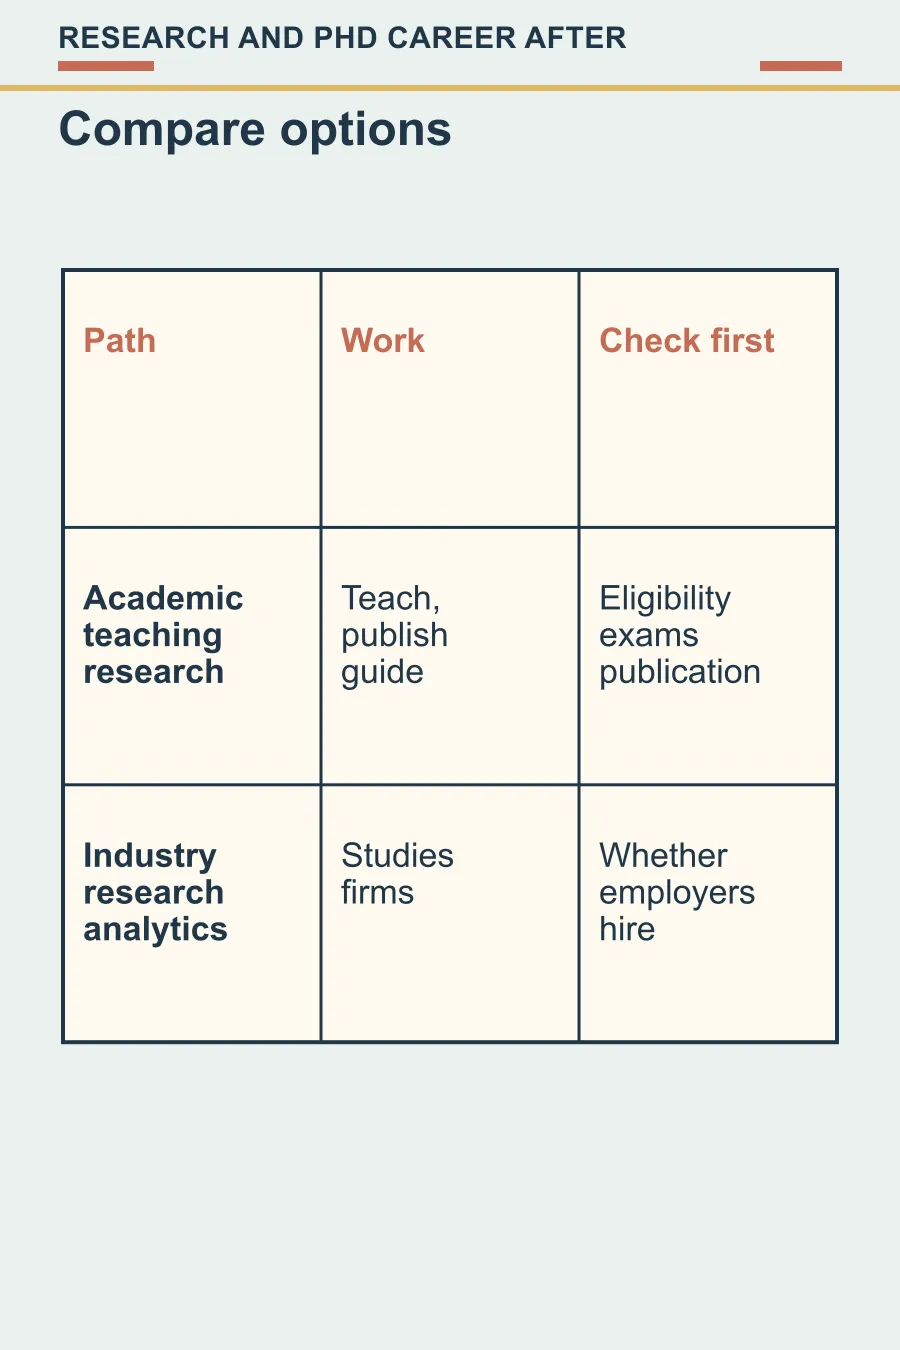 RESEARCH AND PHD CAREER AFTER
Compare options
Path
Work
Check first
Academic
teaching
research
Teach,
publish
guide
Eligibility
exams
publication
Industry
research
analytics
Studies
firms
Whether
employers
hire